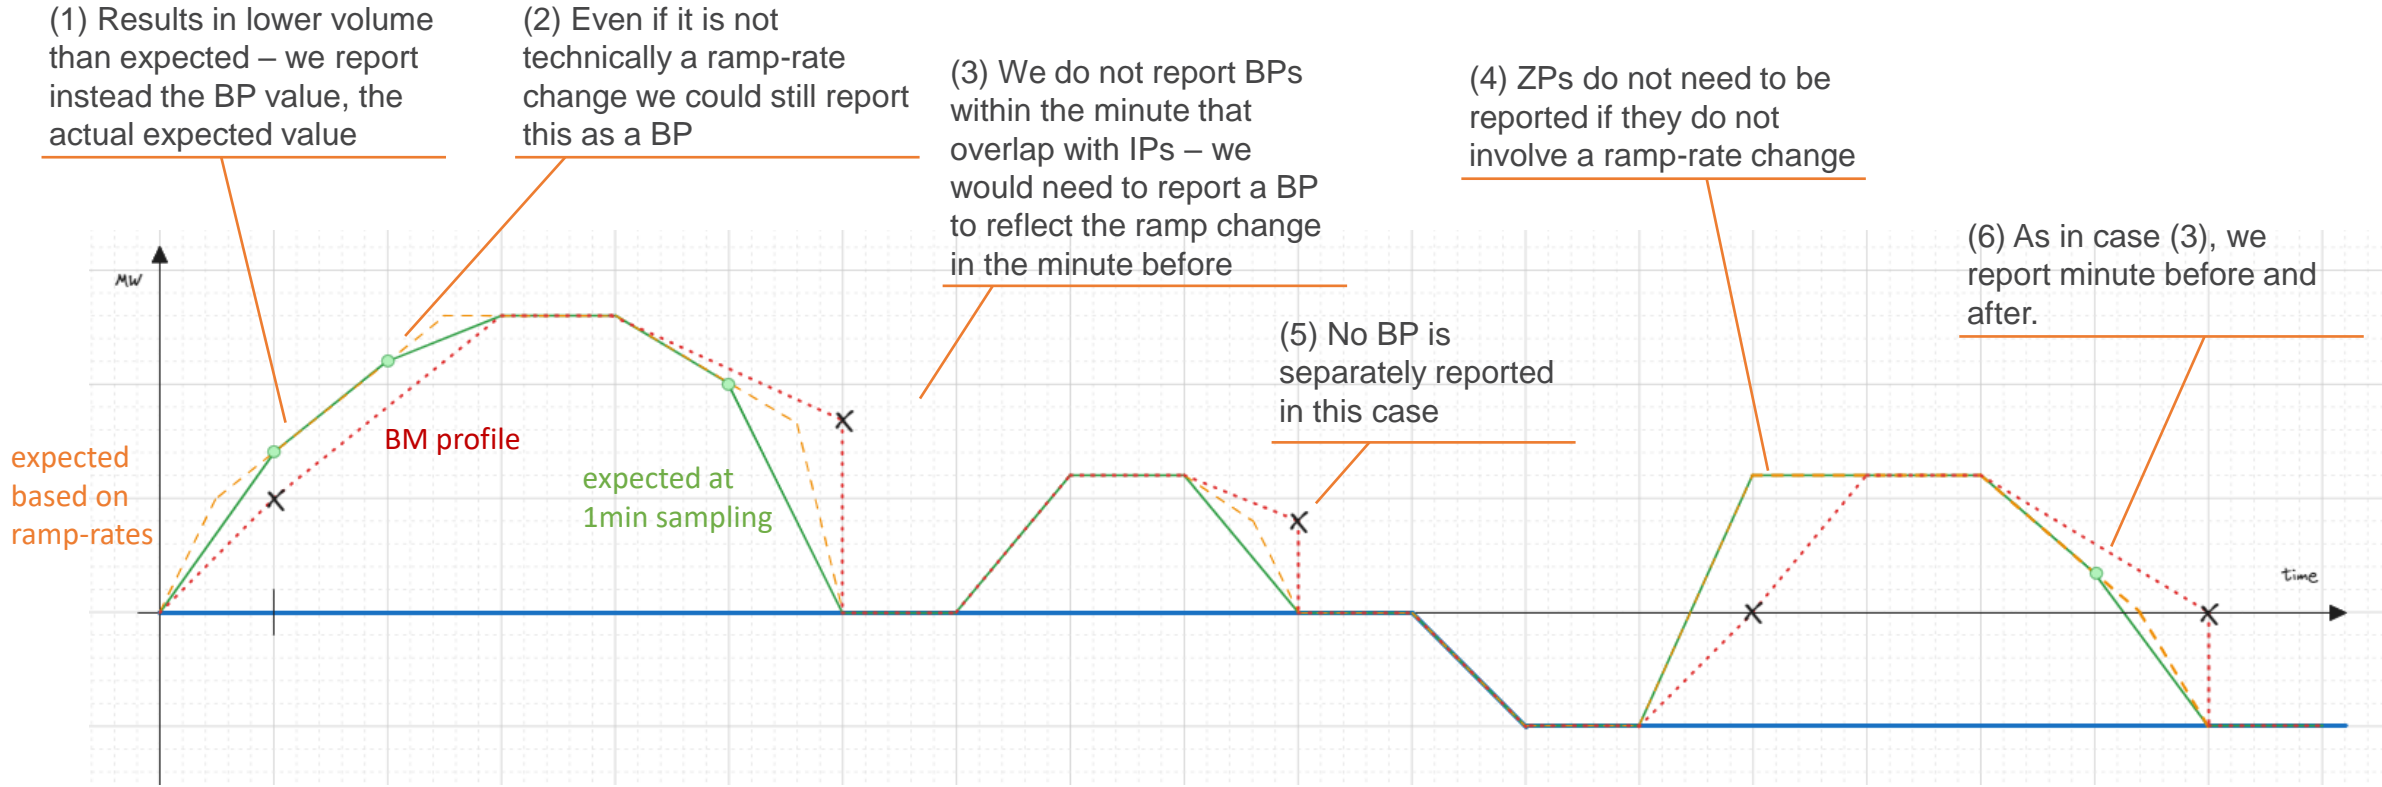 (1) Results in lower volume
than expected – we report
instead the BP value, the
actual expected value
(2) Even if it is not
technically a ramp-rate
change we could still report
this as a BP
(3) We do not report BPs
within the minute that
overlap with IPs – we
would need to report a BP
to reflect the ramp change
in the minute before
(4) ZPs do not need to be
reported if they do not
involve a ramp-rate change
(5) No BP is
separately reported
in this case
(6) As in case (3), we
report minute before and
after.
MW
BM profile
expected
based on
ramp-rates
expected at
1min sampling
time